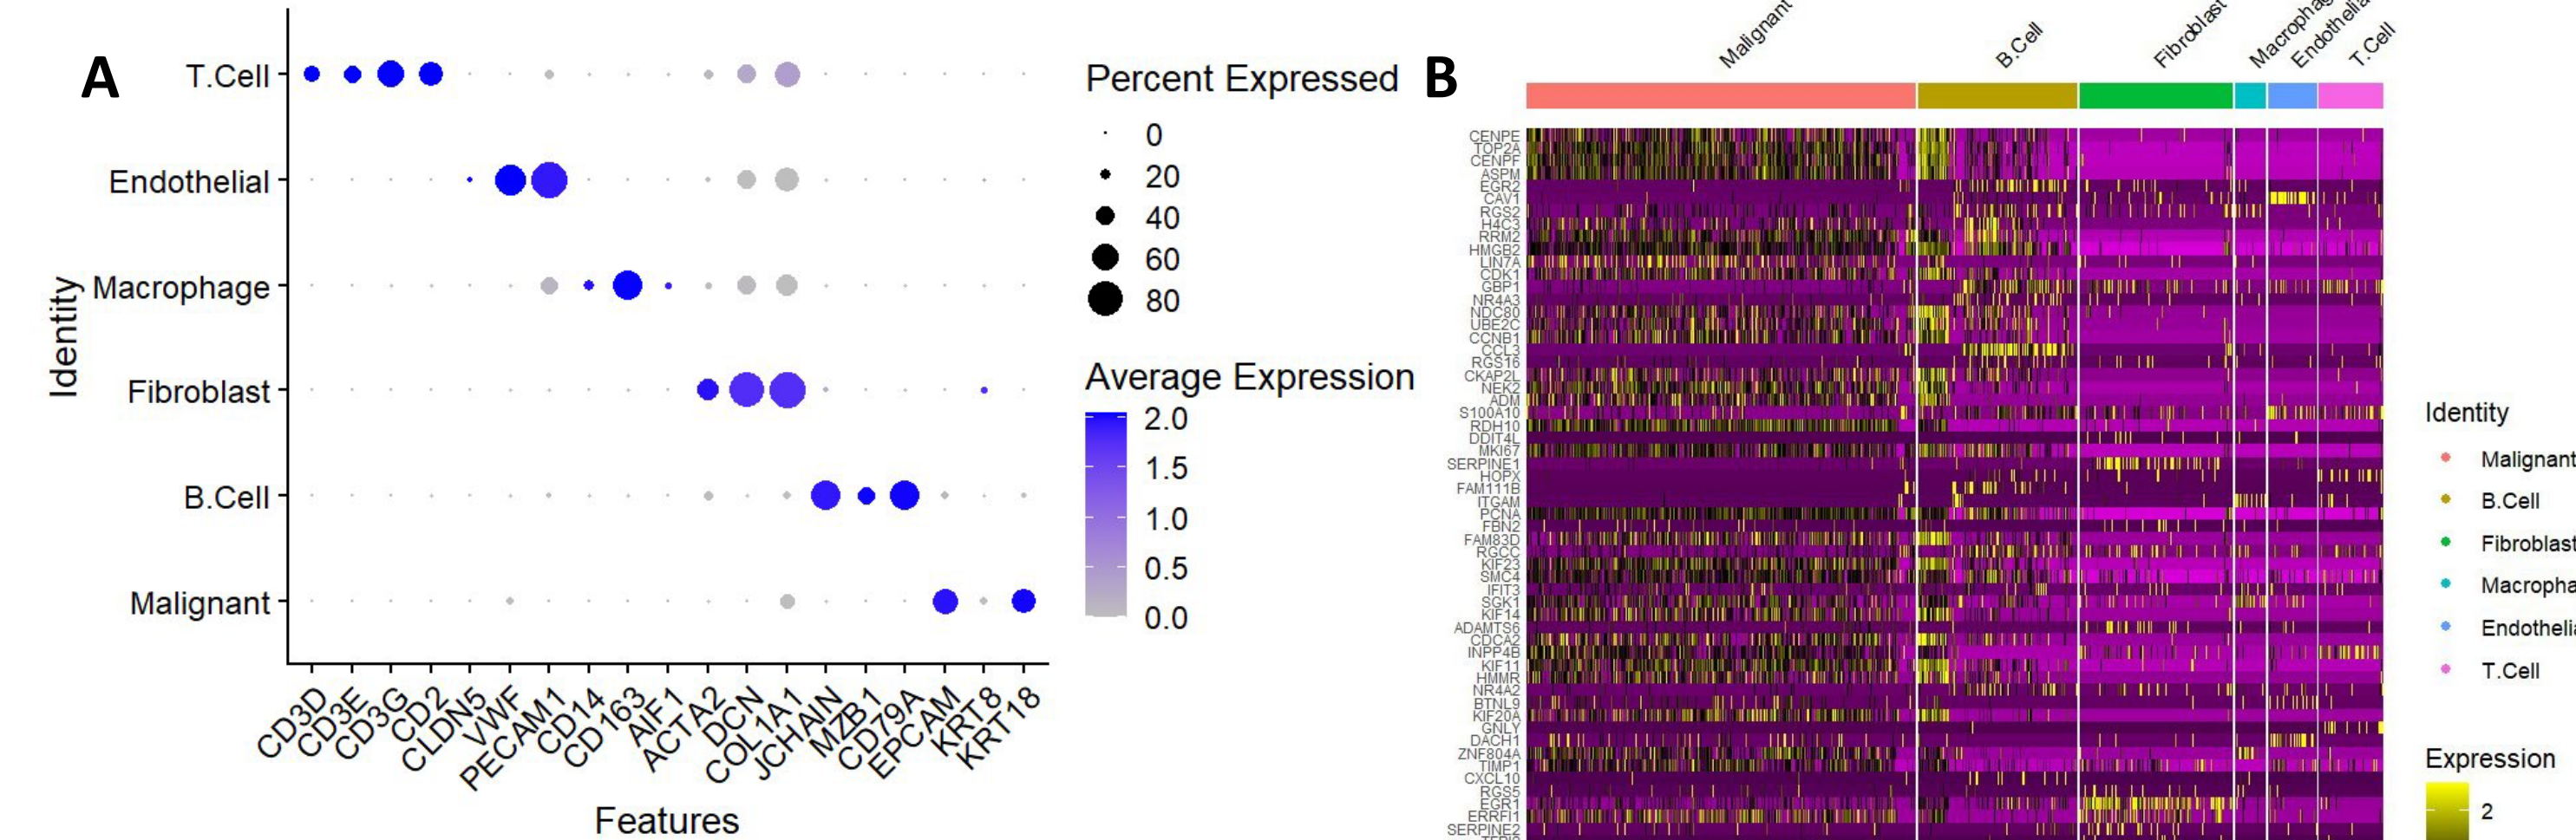 A
Identity
T.Cell
Endothelial
Macrophage
Fibroblast
B.Cell
Malignant
CD3D
CD3E
CD3G
CD2
CLDN5
VWF
PECAM1
CD14
CD163
AIF1
ACTA2
DCN
COL1A1
JCHAIN
MZB1
CD79A
EPCAM
KRT8
KRT18
Features
Percent Expressed
0
20
40
60
80
Average Expression
2.0
1.5
1.0
0.5
0.0
B
Malignant
B.Cell
Fibroblast
Macrophag
Endothelia
T.Cell
CENPE
TOP2A
CENPF
ASPM
EGR2
CAV1
RGS2
H4C3
RRM2
HMGB2
LIN7A
CDK1
GBP1
NR4A3
NDC80
UBE2C
CCNB1
CCL3
RGS16
CKAP2L
NEK2
ADM
S100A10
RDH10
DDIT4L
MKI67
SERPINE1
HOPX
FAM111B
ITGAM
PCNA
FBN2
FAM83D
RGCC
KIF23
SMC4
IFIT3
SGK1
KIF14
ADAMTS6
CDCA2
INPP4B
KIF11
HMMR
NR4A2
BTNL9
KIF20A
GNLY
DACH1
ZNF804A
TIMP1
CXCL10
RGS5
EGR1
ERRFI1
SERPINE2
Identity
Malignant
B.Cell
Fibroblast
Macropha
Endothelia
T.Cell
Expression
2